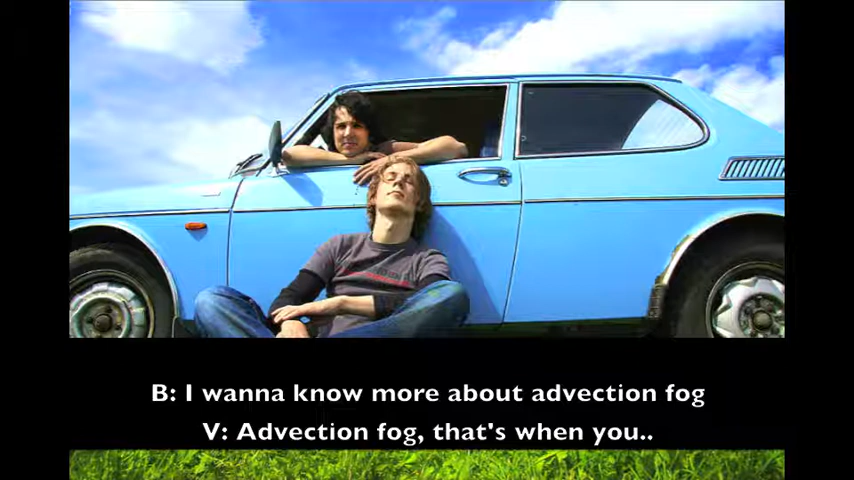 B: I wanna know more about advection fog
V: Advection fog, that's when you..